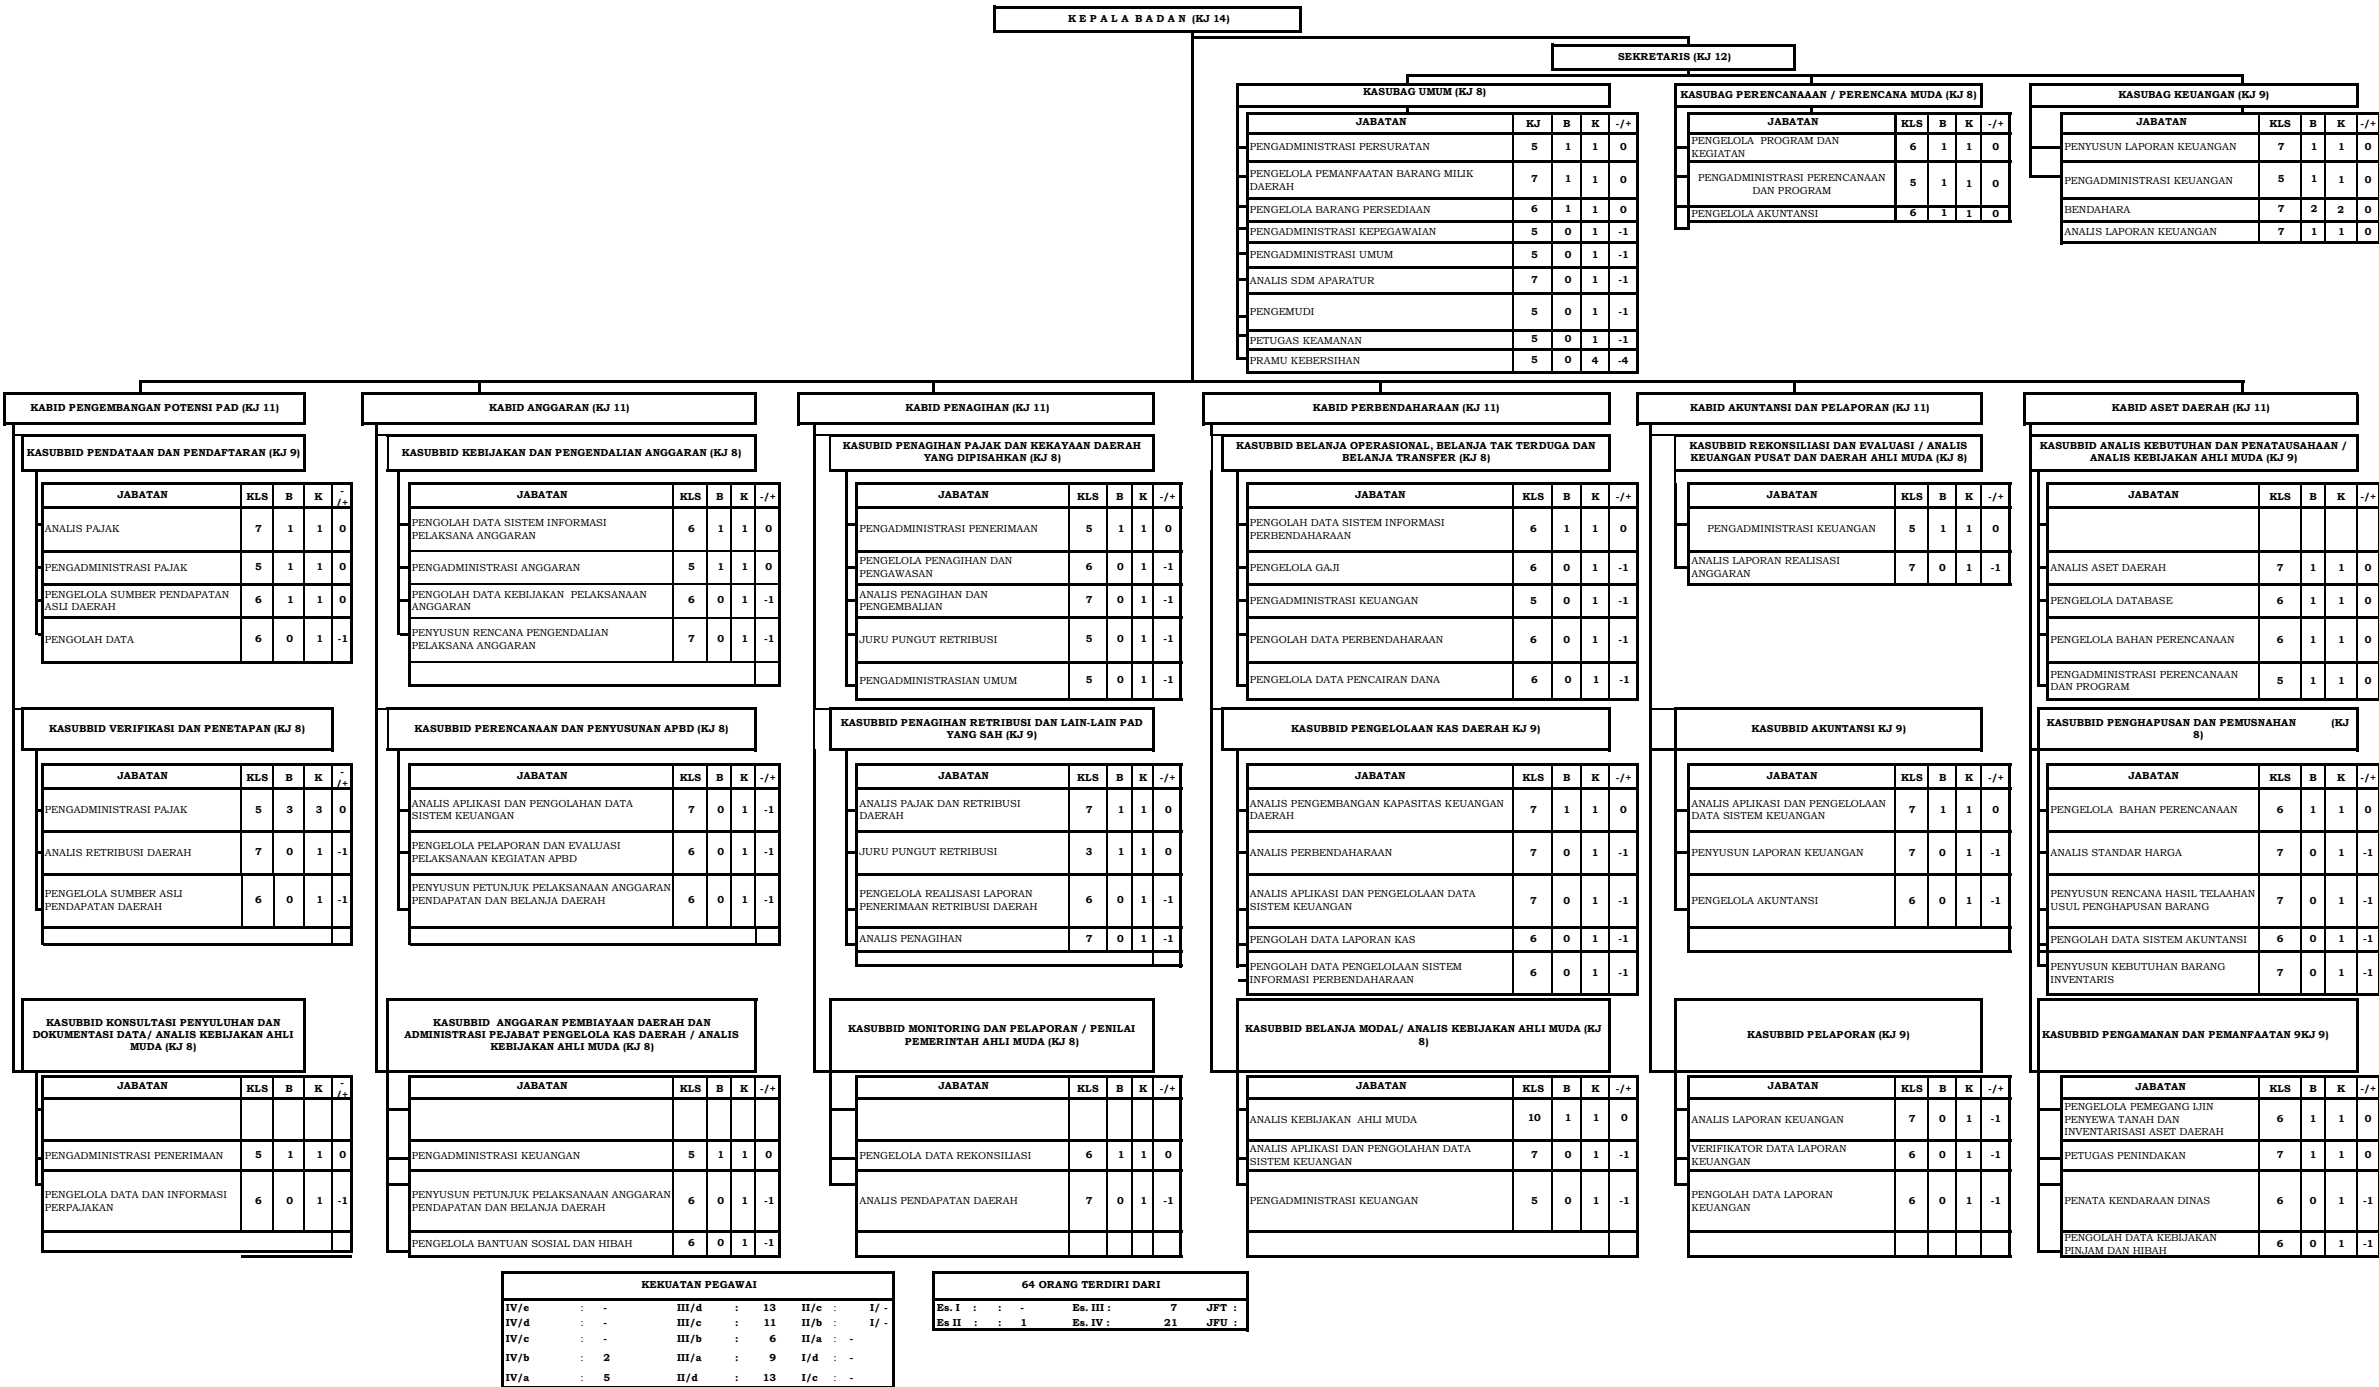 K E P A L A B A D A N (KJ 14)
SEKRETARIS (KJ 12)
KASUBAG UMUM (KJ 8)
JABATAN KJ B K -/+
PENGADMINISTRASI PERSURATAN 5 1 1 0
PENGELOLA PEMANFAATAN BARANG MILIK
DAERAH 7 1 1 0
PENGELOLA BARANG PERSEDIAAN 6 1 1 0
PENGADMINISTRASI KEPEGAWAIAN 5 0 1 -1
PENGADMINISTRASI UMUM 5 0 1 -1
ANALIS SDM APARATUR 7 0 1 -1
PENGEMUDI 5 0 1 -1
PETUGAS KEAMANAN 5 0 1 -1
PRAMU KEBERSIHAN 5 0 4 -4
KASUBAG PERENCANAAAN / PERENCANA MUDA (KJ 8)
JABATAN KLS B K -/+
PENGELOLA PROGRAM DAN
KEGIATAN 6 1 1 0
PENGADMINISTRASI PERENCANAAN
DAN PROGRAM 5 1 1 0
PENGELOLA AKUNTANSI 6 1 1 0
KASUBAG KEUANGAN (KJ 9)
JABATAN KLS B K -/+
PENYUSUN LAPORAN KEUANGAN 7 1 1 0
PENGADMINISTRASI KEUANGAN 5 1 1 0
BENDAHARA 7 2 2 0
ANALIS LAPORAN KEUANGAN 7 1 1 0
KABID PENGEMBANGAN POTENSI PAD (KJ 11)
KASUBBID PENDATAAN DAN PENDAFTARAN (KJ 9)
JABATAN KLS B K -
/+
ANALIS PAJAK 7 1 1 0
PENGADMINISTRASI PAJAK 5 1 1 0
PENGELOLA SUMBER PENDAPATAN
ASLI DAERAH 6 1 1 0
PENGOLAH DATA 6 0 1 -1
KASUBBID VERIFIKASI DAN PENETAPAN (KJ 8)
JABATAN KLS B K -
/+
PENGADMINISTRASI PAJAK 5 3 3 0
ANALIS RETRIBUSI DAERAH 7 0 1 -1
PENGELOLA SUMBER ASLI
PENDAPATAN DAERAH 6 0 1 -1
KASUBBID KONSULTASI PENYULUHAN DAN
DOKUMENTASI DATA/ ANALIS KEBIJAKAN AHLI
MUDA (KJ 8)
JABATAN KLS B K -
/+
PENGADMINISTRASI PENERIMAAN 5 1 1 0
PENGELOLA DATA DAN INFORMASI
PERPAJAKAN 6 0 1 -1
KABID ANGGARAN (KJ 11)
KASUBBID KEBIJAKAN DAN PENGENDALIAN ANGGARAN (KJ 8)
JABATAN KLS B K -/+
PENGOLAH DATA SISTEM INFORMASI
PELAKSANA ANGGARAN 6 1 1 0
PENGADMINISTRASI ANGGARAN 5 1 1 0
PENGOLAH DATA KEBIJAKAN PELAKSANAAN
ANGGARAN 6 0 1 -1
PENYUSUN RENCANA PENGENDALIAN
PELAKSANA ANGGARAN 7 0 1 -1
KASUBBID PERENCANAAN DAN PENYUSUNAN APBD (KJ 8)
JABATAN KLS B K -/+
ANALIS APLIKASI DAN PENGOLAHAN DATA
SISTEM KEUANGAN 7 0 1 -1
PENGELOLA PELAPORAN DAN EVALUASI
PELAKSANAAN KEGIATAN APBD 6 0 1 -1
PENYUSUN PETUNJUK PELAKSANAAN ANGGARAN
PENDAPATAN DAN BELANJA DAERAH 6 0 1 -1
KASUBBID ANGGARAN PEMBIAYAAN DAERAH DAN
ADMINISTRASI PEJABAT PENGELOLA KAS DAERAH / ANALIS
KEBIJAKAN AHLI MUDA (KJ 8)
JABATAN KLS B K -/+
PENGADMINISTRASI KEUANGAN 5 1 1 0
PENYUSUN PETUNJUK PELAKSANAAN ANGGARAN
PENDAPATAN DAN BELANJA DAERAH 6 0 1 -1
PENGELOLA BANTUAN SOSIAL DAN HIBAH 6 0 1 -1
KABID PENAGIHAN (KJ 11)
KASUBID PENAGIHAN PAJAK DAN KEKAYAAN DAERAH
YANG DIPISAHKAN (KJ 8)
JABATAN KLS B K -/+
PENGADMINISTRASI PENERIMAAN 5 1 1 0
PENGELOLA PENAGIHAN DAN
PENGAWASAN 6 0 1 -1
ANALIS PENAGIHAN DAN
PENGEMBALIAN 7 0 1 -1
JURU PUNGUT RETRIBUSI 5 0 1 -1
PENGADMINISTRASIAN UMUM 5 0 1 -1
KASUBBID PENAGIHAN RETRIBUSI DAN LAIN-LAIN PAD
YANG SAH (KJ 9)
JABATAN KLS B K -/+
ANALIS PAJAK DAN RETRIBUSI
DAERAH 7 1 1 0
JURU PUNGUT RETRIBUSI 3 1 1 0
PENGELOLA REALISASI LAPORAN
PENERIMAAN RETRIBUSI DAERAH 6 0 1 -1
ANALIS PENAGIHAN 7 0 1 -1
KASUBBID MONITORING DAN PELAPORAN / PENILAI
PEMERINTAH AHLI MUDA (KJ 8)
JABATAN KLS B K -/+
PENGELOLA DATA REKONSILIASI 6 1 1 0
ANALIS PENDAPATAN DAERAH 7 0 1 -1
KABID PERBENDAHARAAN (KJ 11)
KASUBBID BELANJA OPERASIONAL, BELANJA TAK TERDUGA DAN
BELANJA TRANSFER (KJ 8)
JABATAN KLS B K -/+
PENGOLAH DATA SISTEM INFORMASI
PERBENDAHARAAN 6 1 1 0
PENGELOLA GAJI 6 0 1 -1
PENGADMINISTRASI KEUANGAN 5 0 1 -1
PENGOLAH DATA PERBENDAHARAAN 6 0 1 -1
PENGELOLA DATA PENCAIRAN DANA 6 0 1 -1
KASUBBID PENGELOLAAN KAS DAERAH KJ 9)
JABATAN KLS B K -/+
ANALIS PENGEMBANGAN KAPASITAS KEUANGAN
DAERAH 7 1 1 0
ANALIS PERBENDAHARAAN 7 0 1 -1
ANALIS APLIKASI DAN PENGELOLAAN DATA
SISTEM KEUANGAN 7 0 1 -1
PENGOLAH DATA LAPORAN KAS 6 0 1 -1
PENGOLAH DATA PENGELOLAAN SISTEM
INFORMASI PERBENDAHARAAN 6 0 1 -1
KASUBBID BELANJA MODAL/ ANALIS KEBIJAKAN AHLI MUDA (KJ
8)
JABATAN KLS B K -/+
ANALIS KEBIJAKAN AHLI MUDA 10 1 1 0
ANALIS APLIKASI DAN PENGOLAHAN DATA
SISTEM KEUANGAN 7 0 1 -1
PENGADMINISTRASI KEUANGAN 5 0 1 -1
KABID AKUNTANSI DAN PELAPORAN (KJ 11)
KASUBBID REKONSILIASI DAN EVALUASI / ANALIS
KEUANGAN PUSAT DAN DAERAH AHLI MUDA (KJ 8)
JABATAN KLS B K -/+
PENGADMINISTRASI KEUANGAN 5 1 1 0
ANALIS LAPORAN REALISASI
ANGGARAN 7 0 1 -1
KASUBBID AKUNTANSI KJ 9)
JABATAN KLS B K -/+
ANALIS APLIKASI DAN PENGELOLAAN
DATA SISTEM KEUANGAN 7 1 1 0
PENYUSUN LAPORAN KEUANGAN 7 0 1 -1
PENGELOLA AKUNTANSI 6 0 1 -1
KASUBBID PELAPORAN (KJ 9)
JABATAN KLS B K -/+
ANALIS LAPORAN KEUANGAN 7 0 1 -1
VERIFIKATOR DATA LAPORAN
KEUANGAN 6 0 1 -1
PENGOLAH DATA LAPORAN
KEUANGAN 6 0 1 -1
KABID ASET DAERAH (KJ 11)
KASUBBID ANALIS KEBUTUHAN DAN PENATAUSAHAAN /
ANALIS KEBIJAKAN AHLI MUDA (KJ 9)
JABATAN KLS B K -/+
ANALIS ASET DAERAH 7 1 1 0
PENGELOLA DATABASE 6 1 1 0
PENGELOLA BAHAN PERENCANAAN 6 1 1 0
PENGADMINISTRASI PERENCANAAN
DAN PROGRAM 5 1 1 0
KASUBBID PENGHAPUSAN DAN PEMUSNAHAN (KJ
8)
JABATAN KLS B K -/+
PENGELOLA BAHAN PERENCANAAN 6 1 1 0
ANALIS STANDAR HARGA 7 0 1 -1
PENYUSUN RENCANA HASIL TELAAHAN
USUL PENGHAPUSAN BARANG 7 0 1 -1
PENGOLAH DATA SISTEM AKUNTANSI 6 0 1 -1
PENYUSUN KEBUTUHAN BARANG
INVENTARIS 7 0 1 -1
KASUBBID PENGAMANAN DAN PEMANFAATAN 9KJ 9)
JABATAN KLS B K -/+
PENGELOLA PEMEGANG IJIN
PENYEWA TANAH DAN
INVENTARISASI ASET DAERAH 6 1 1 0
PETUGAS PENINDAKAN 7 1 1 0
PENATA KENDARAAN DINAS 6 0 1 -1
PENGOLAH DATA KEBIJAKAN
PINJAM DAN HIBAH 6 0 1 -1
KEKUATAN PEGAWAI
IV/e : - III/d : 13 II/c : I/ -
IV/d : - III/c : 11 II/b : I/ -
IV/c : - III/b : 6 II/a : -
IV/b : 2 III/a : 9 I/d : -
IV/a : 5 II/d : 13 I/c : -
64 ORANG TERDIRI DARI
Es. I : : - Es. III : 7 JFT :
Es II : : 1 Es. IV : 21 JFU :